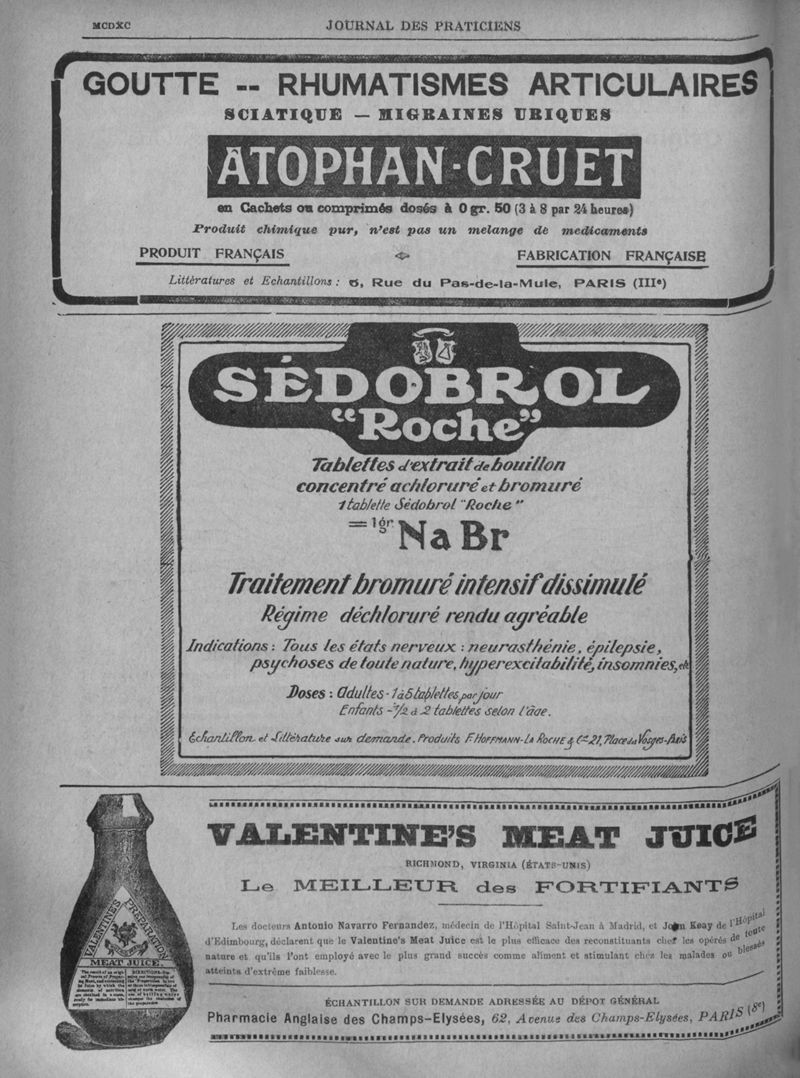 MCDXC
JOURNAL DES PRATICIENS
GOUTTE -- RHUMATISMES ARTICULAIRES
SCIATIQUE — MIGRAINES URIQUES
ATOPHAN-CRUET
en Cachets ou comprimés dosés à 0 gr. 50 (3 à 8 par 24 heures)
Produit chimique pur, n'est pas un melange de medicaments
PRODUIT FRANÇAIS
FABRICATION FRANÇAISE
Littératures et Echantillons : 6, Rue du Pas-de-la-Mule, PARIS (IIIe)
SÉDOBROL
"Roche"
Tablettes d'extrait de bouillon
concentré achloruré et bromuré
1 tablette Sédobrol "Roche"
= 1gr NaBr
Traitement bromuré intensif dissimulé
Régime déchloruré rendu agréable
Indications : Tous les états nerveux : neurasthénie, épilepsie,
psychoses de toute nature, hyperexcitabilité, insomnies, etc
Doses : Adultes - 1 à 5 tablettes par jour
Enfants - 1/2 à 2 tablettes selon l'âge.
Echantillon et Littérature sur demande. Produits F. HOFFMANN-LA ROCHE & Cie 21, Place des Vosges-Paris
VALENTINE'S MEAT JUICE
RICHMOND, VIRGINIA (ÉTATS-UNIS)
Le MEILLEUR des FORTIFIANTS
Les docteurs Antonio Navarro Fernandez, médecin de l'Hôpital Saint-Jean à Madrid, et John Keay de l'Hôpital
d'Edimbourg, déclarent que le Valentine's Meat Juice est le plus efficace des reconstituants chez les opérés de toute
nature et qu'ils l'ont employé avec le plus grand succès comme aliment et stimulant chez les malades ou blessés
atteints d'extrême faiblesse.
ÉCHANTILLON SUR DEMANDE ADRESSÉE AU DÉPOT GÉNÉRAL
Pharmacie Anglaise des Champs-Elysées, 62, Avenue des Champs-Elysées, PARIS (8e)
VALENTINE'S PREPARATION
MEAT JUICE.